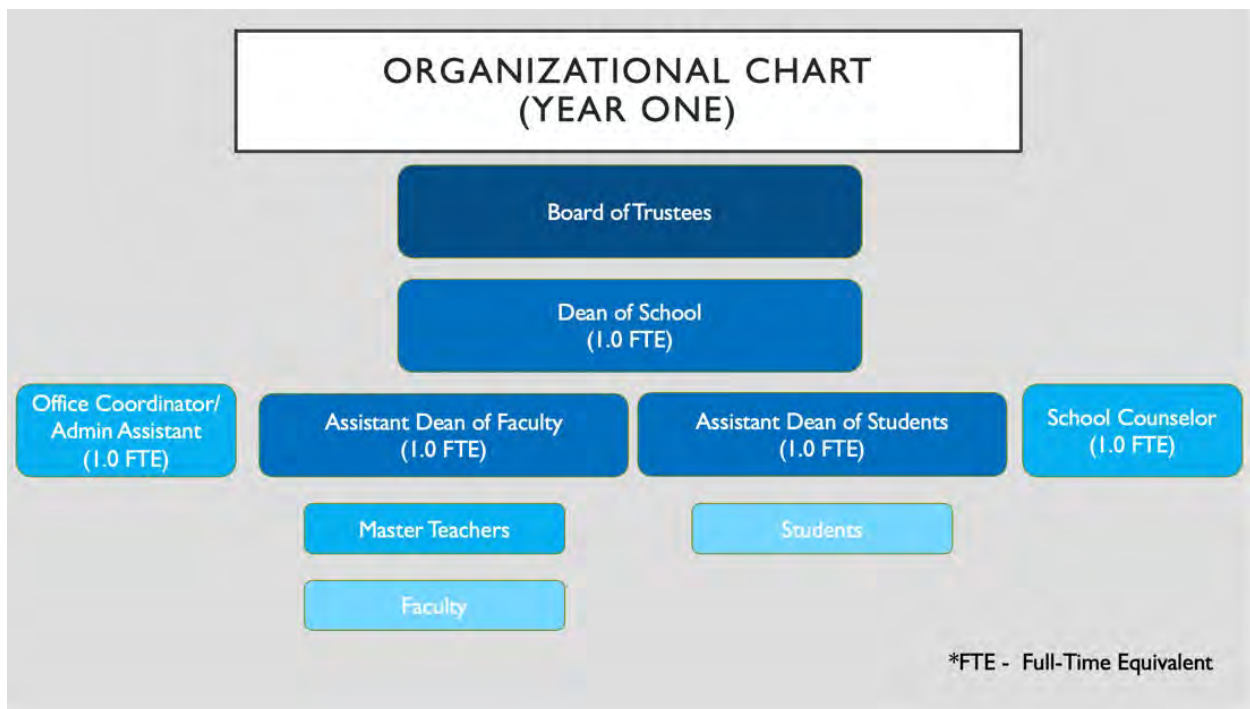 ORGANIZATIONAL CHART
(YEAR ONE)
Board of Trustees
Dean of School
(1.0 FTE)
Office Coordinator/
Admin Assistant
(1.0 FTE)
Assistant Dean of Faculty
(1.0 FTE)
Assistant Dean of Students
(1.0 FTE)
School Counselor
(1.0 FTE)
Master Teachers
Students
Faculty
*FTE - Full-Time Equivalent